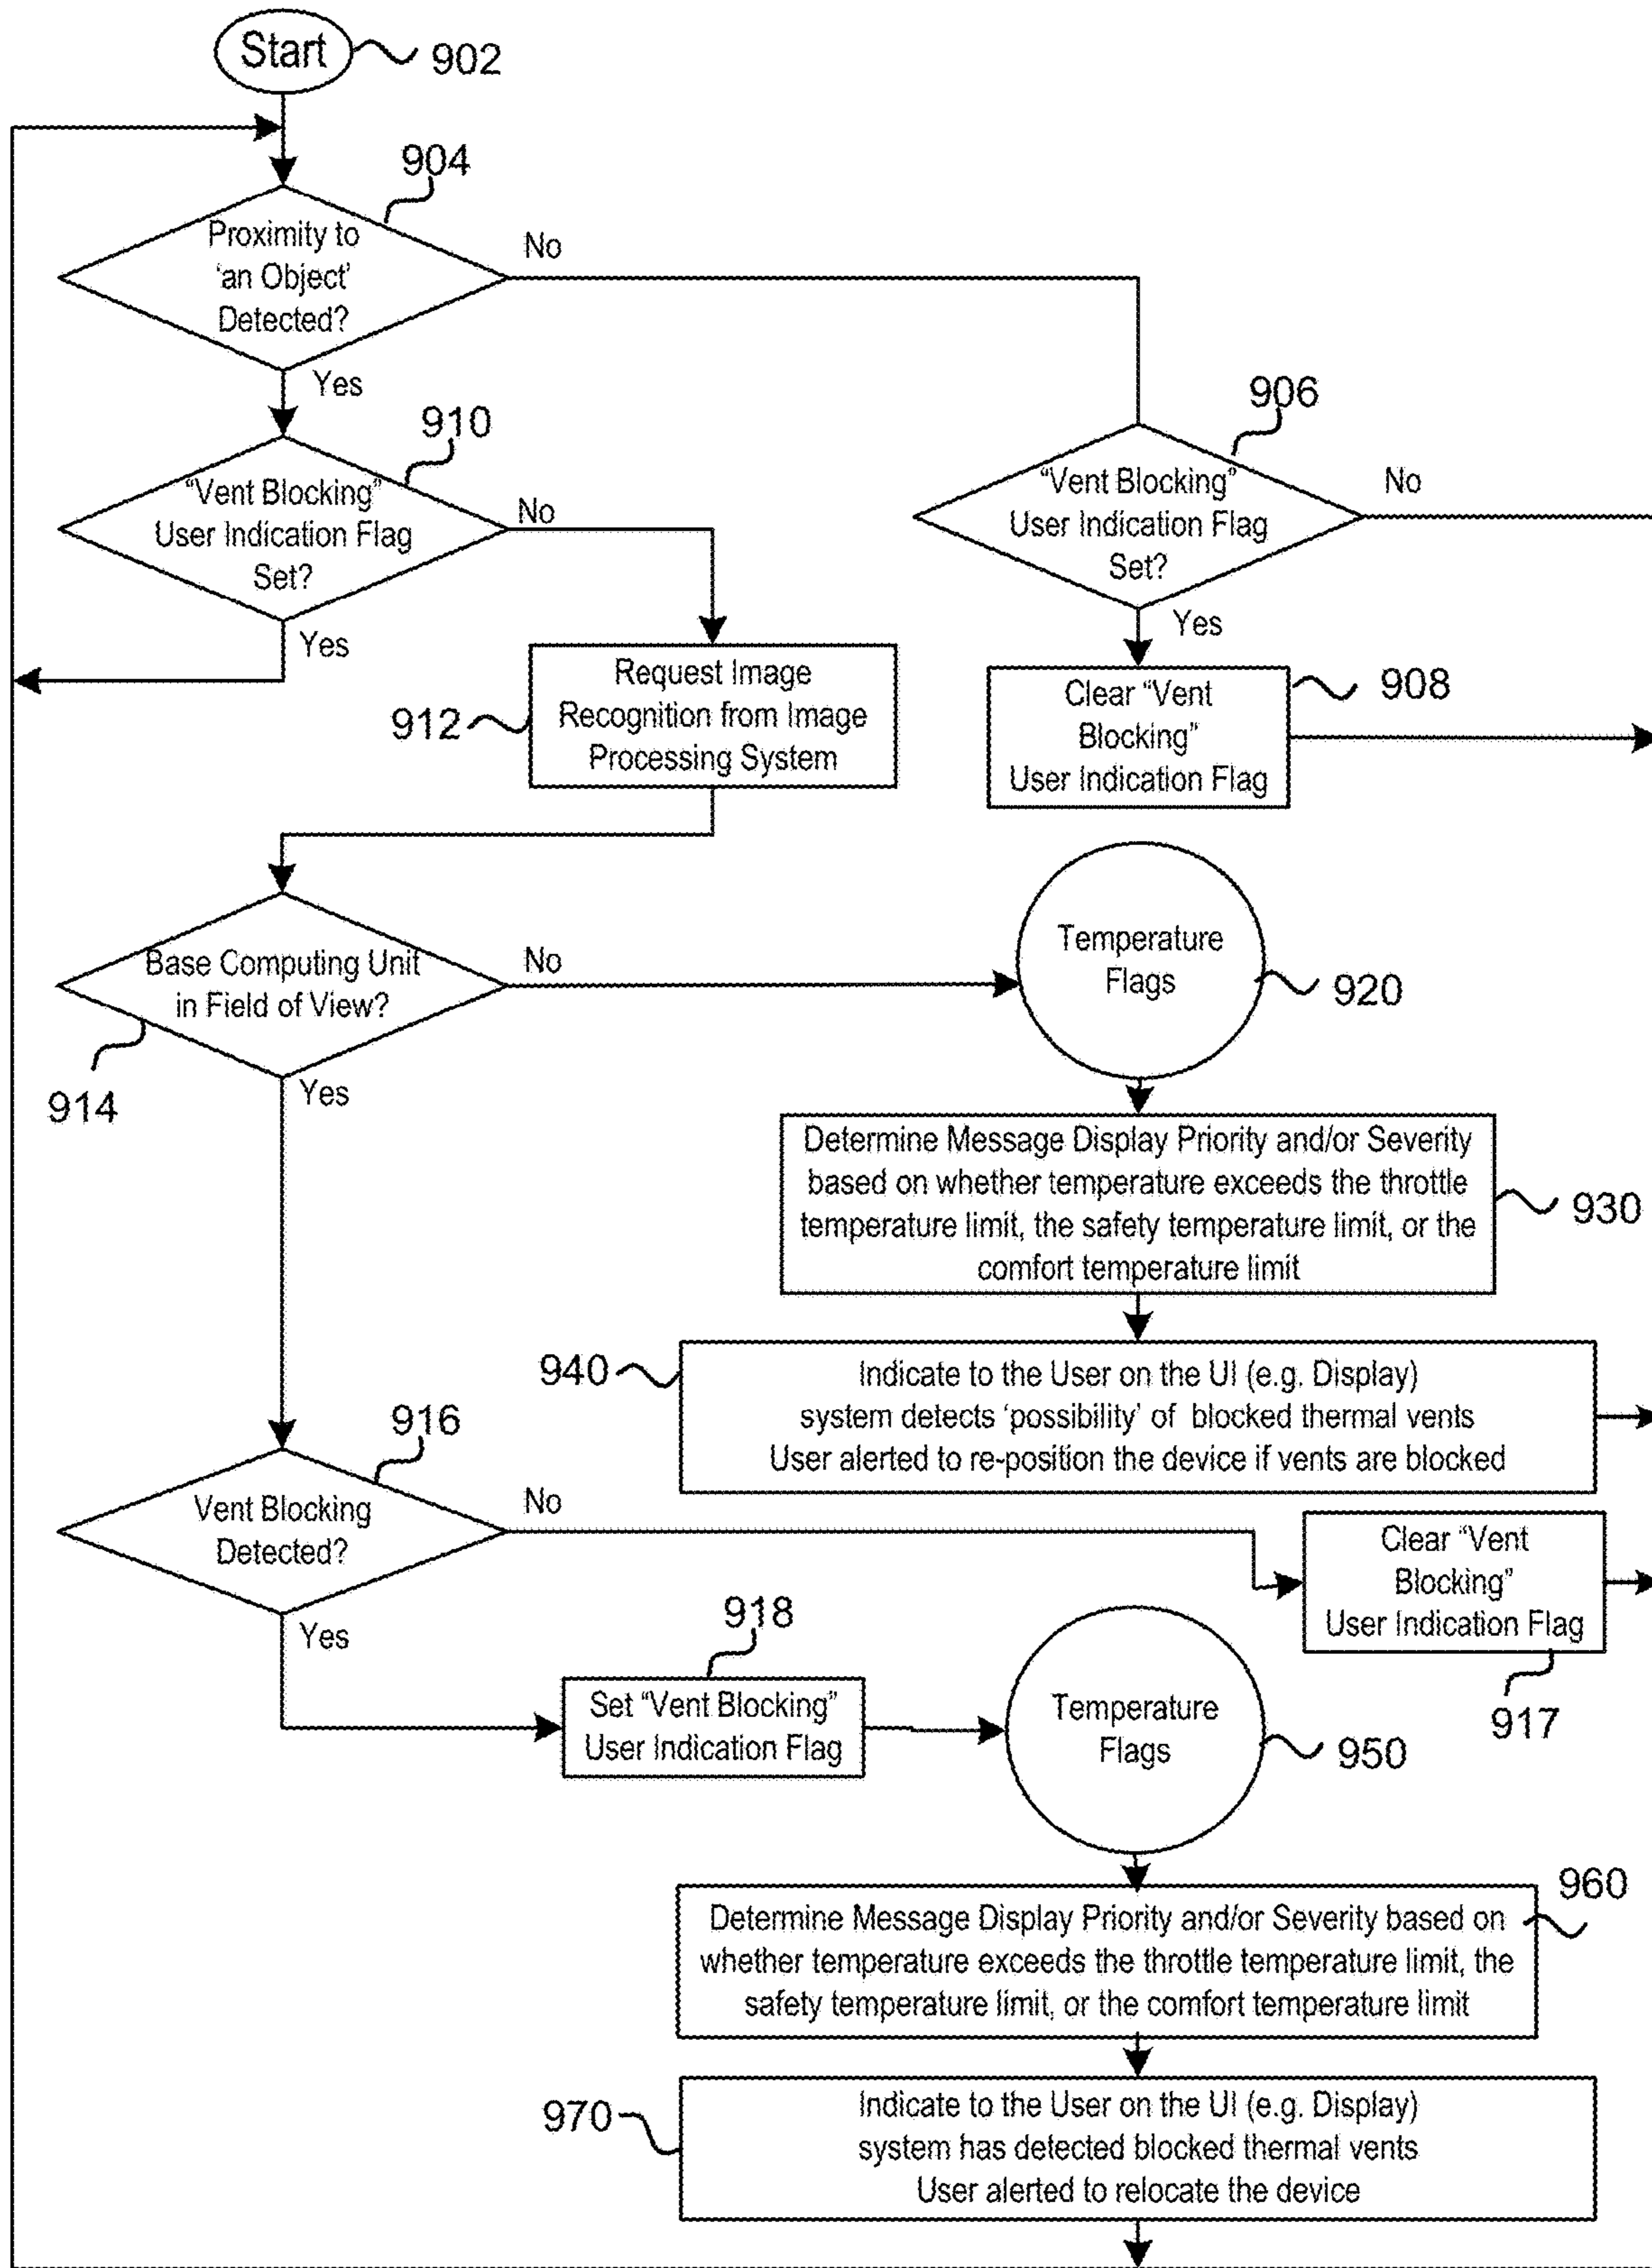 Start
902
904
Proximity to
'an Object'
Detected?
No
Yes
910
"Vent Blocking"
User Indication Flag
Set?
No
Yes
906
"Vent Blocking"
User Indication Flag
Set?
No
Yes
912
Request Image
Recognition from Image
Processing System
Clear "Vent
Blocking"
User Indication Flag
908
Base Computing Unit
in Field of View?
No
Yes
914
Temperature
Flags
920
Determine Message Display Priority and/or Severity
based on whether temperature exceeds the throttle
temperature limit, the safety temperature limit, or the
comfort temperature limit
930
940
Indicate to the User on the UI (e.g. Display)
system detects 'possibility' of blocked thermal vents
User alerted to re-position the device if vents are blocked
916
Vent Blocking
Detected?
No
Yes
Clear "Vent
Blocking"
User Indication Flag
917
918
Set "Vent Blocking"
User Indication Flag
Temperature
Flags
950
960
Determine Message Display Priority and/or Severity based on
whether temperature exceeds the throttle temperature limit, the
safety temperature limit, or the comfort temperature limit
970
Indicate to the User on the UI (e.g. Display)
system has detected blocked thermal vents
User alerted to relocate the device